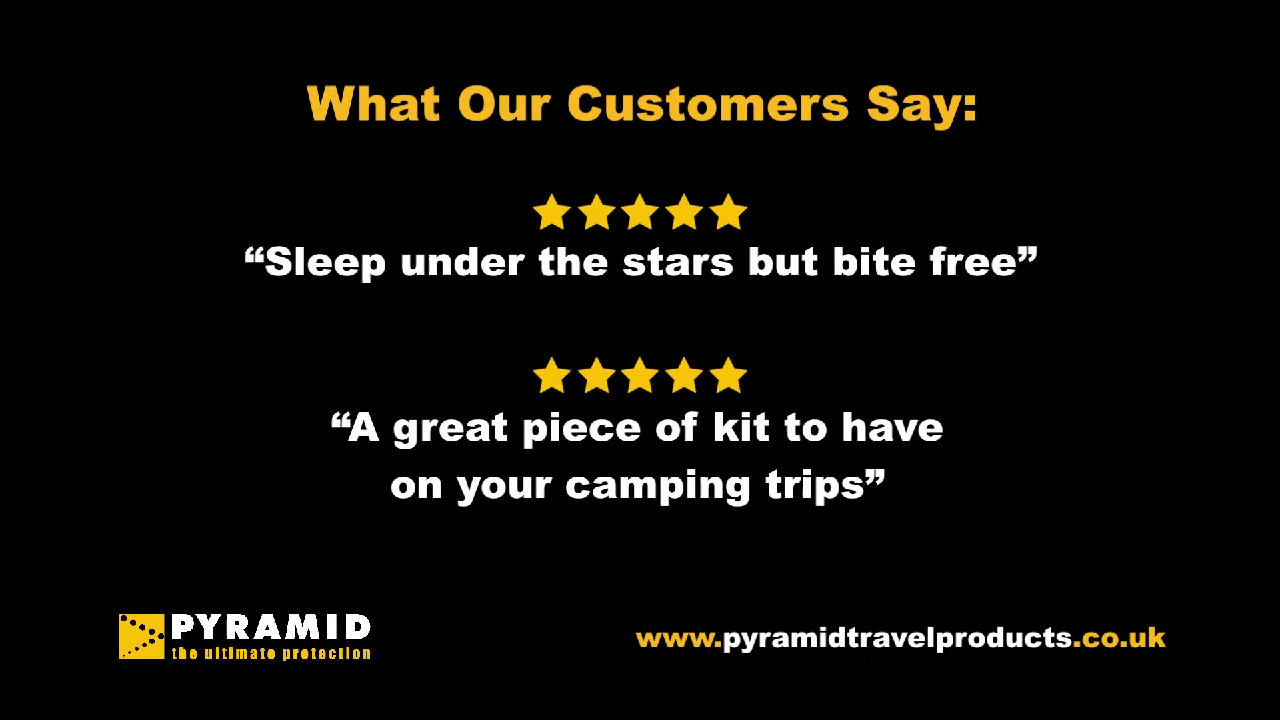 What Our Customers Say:
“Sleep under the stars but bite free”
“A great piece of kit to have
on your camping trips”
PYRAMID
the ultimate protection
www.pyramidtravelproducts.co.uk